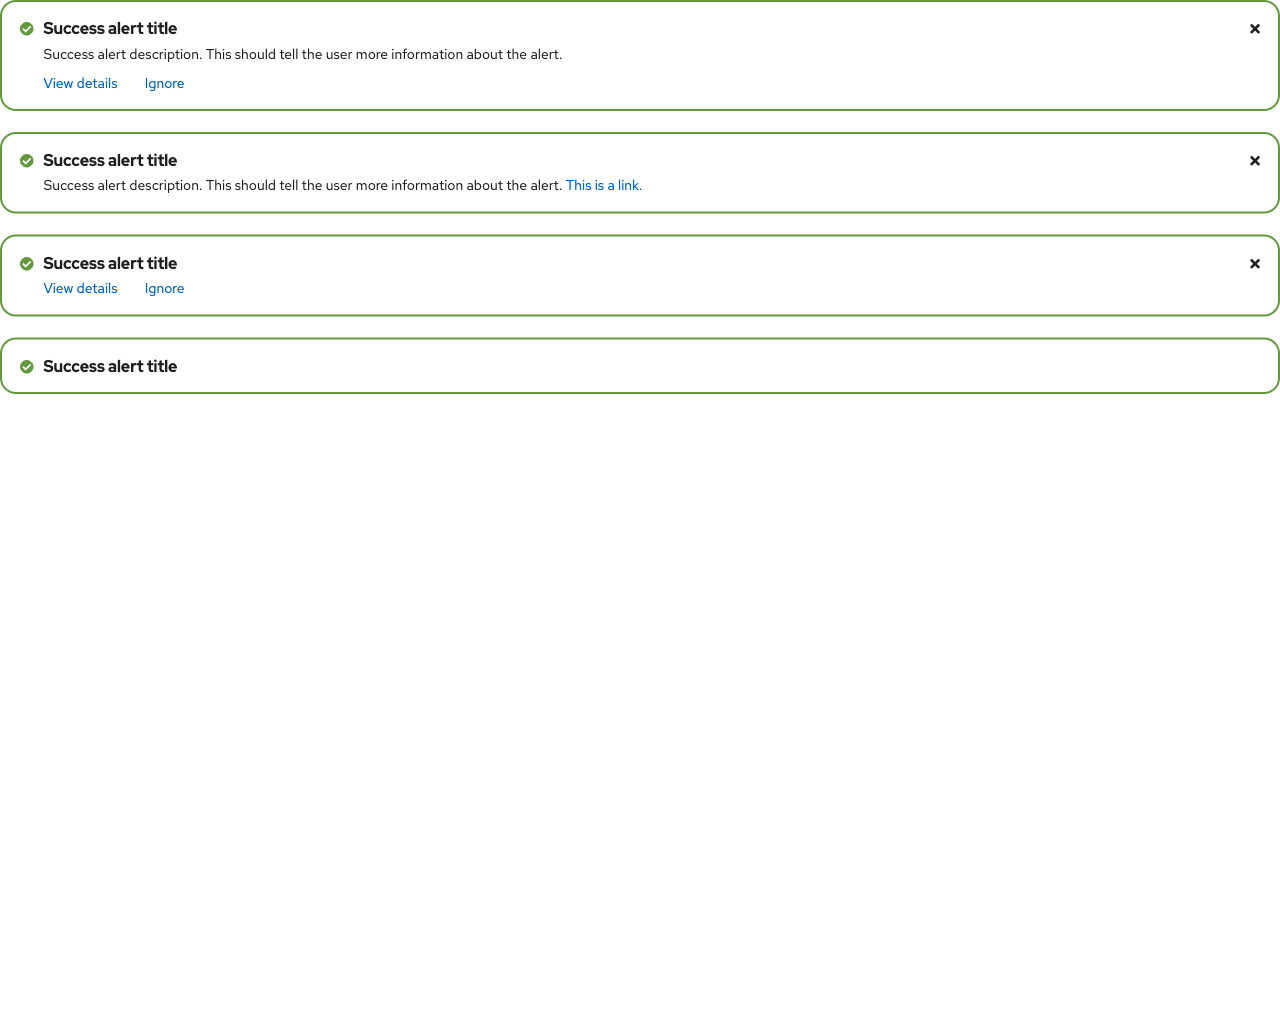 Success alert title
Success alert description. This should tell the user more information about the alert.
View details Ignore
Success alert title
Success alert description. This should tell the user more information about the alert. This is a link.
Success alert title
View details Ignore
Success alert title